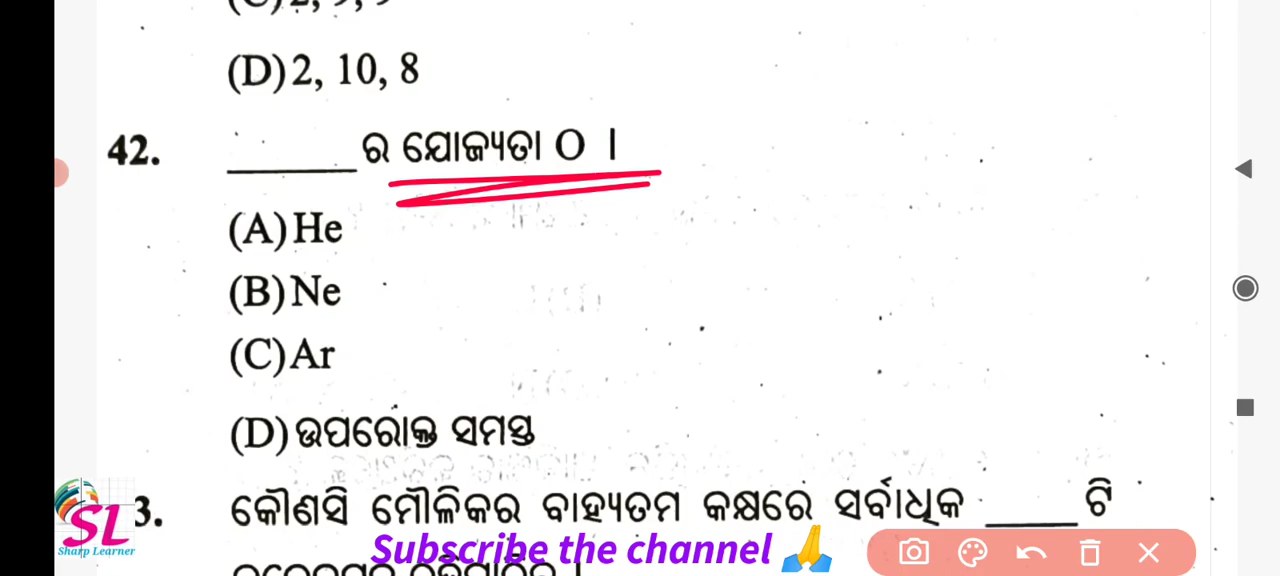 (D) 2, 10, 8
42. ______ ର ଯୋଜ୍ୟତା O ।
(A) He
(B) Ne
(C) Ar
(D) ଉପରୋକ୍ତ ସମସ୍ତ
3. କୌଣସି ମୌଳିକର ବାହ୍ୟତମ କକ୍ଷରେ ସର୍ବାଧିକ _____ ଟି
SL
Sharp Learner
Subscribe the channel 🙏